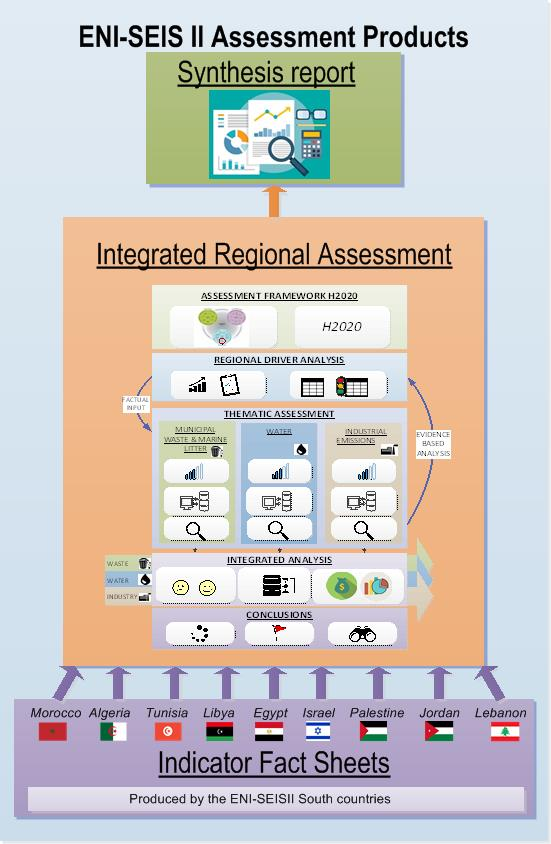 ENI-SEIS II Assessment Products
Synthesis report
Integrated Regional Assessment
ASSESSMENT FRAMEWORK H2020
H2020
REGIONAL DRIVER ANALYSIS
FACTUAL
INPUT
THEMATIC ASSESSMENT
MUNICIPAL
WASTE & MARINE
LITTER
WATER
INDUSTRIAL
EMISSIONS
EVIDENCE
BASED
ANALYSIS
INTEGRATED ANALYSIS
WASTE
WATER
INDUSTRY
CONCLUSIONS
Morocco Algeria Tunisia Libya Egypt Israel Palestine Jordan Lebanon
Indicator Fact Sheets
Produced by the ENI-SEISII South countries